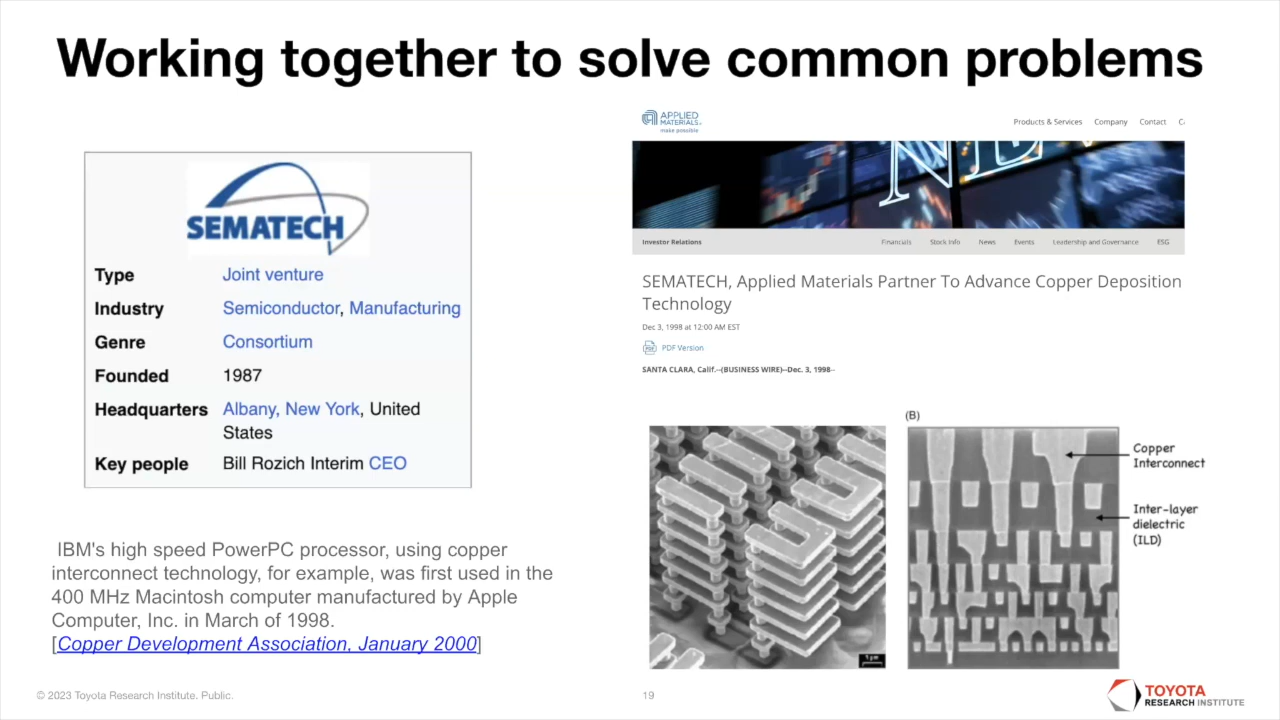 Working together to solve common problems
SEMATECH
Type Joint venture
Industry Semiconductor, Manufacturing
Genre Consortium
Founded 1987
Headquarters Albany, New York, United
States
Key people Bill Rozich Interim CEO
IBM's high speed PowerPC processor, using copper
interconnect technology, for example, was first used in the
400 MHz Macintosh computer manufactured by Apple
Computer, Inc. in March of 1998.
[Copper Development Association, January 2000]
APPLIED
MATERIALS
make possible
Products & Services Company Contact
Investor Relations Financials Stock Info News Events Leadership and Governance ESG
SEMATECH, Applied Materials Partner To Advance Copper Deposition
Technology
Dec 3, 1998 at 12:00 AM EST
PDF Version
SANTA CLARA, Calif.--(BUSINESS WIRE)--Dec. 3, 1998--
(B)
Copper
Interconnect
Inter-layer
dielectric
(ILD)
© 2023 Toyota Research Institute. Public.
19
TOYOTA
RESEARCH INSTITUTE